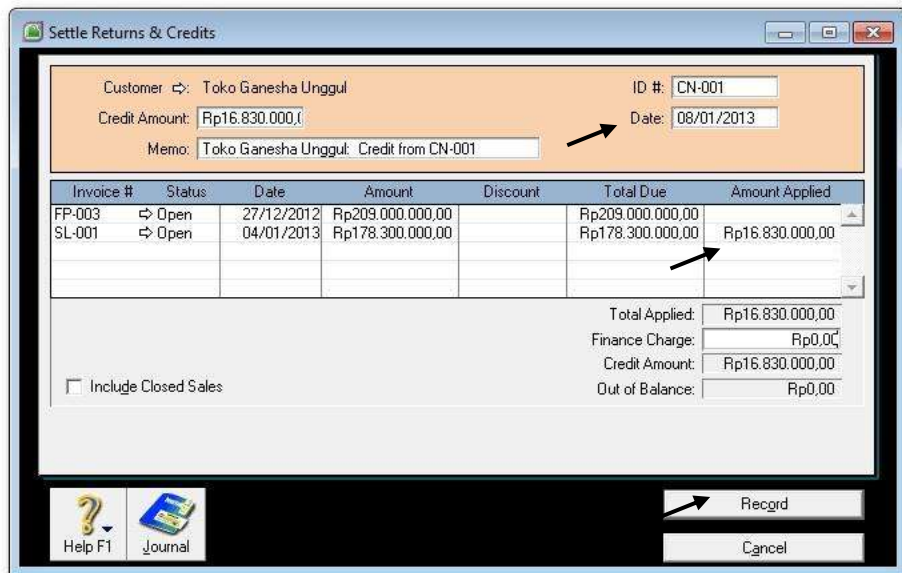 Settle Returns & Credits
Customer ⇨: Toko Ganesha Unggul
ID #: CN-001
Credit Amount: Rp16.830.000,(
Date: 08/01/2013
Memo: Toko Ganesha Unggul: Credit from CN-001
Invoice # Status Date Amount Discount Total Due Amount Applied
FP-003 ⇨ Open 27/12/2012 Rp209.000.000,00 Rp209.000.000,00
SL-001 ⇨ Open 04/01/2013 Rp178.300.000,00 Rp178.300.000,00 Rp16.830.000,00
Total Applied: Rp16.830.000,00
Finance Charge: Rp0,00
Credit Amount: Rp16.830.000,00
Include Closed Sales
Out of Balance: Rp0,00
Help F1
Journal
Record
Cancel